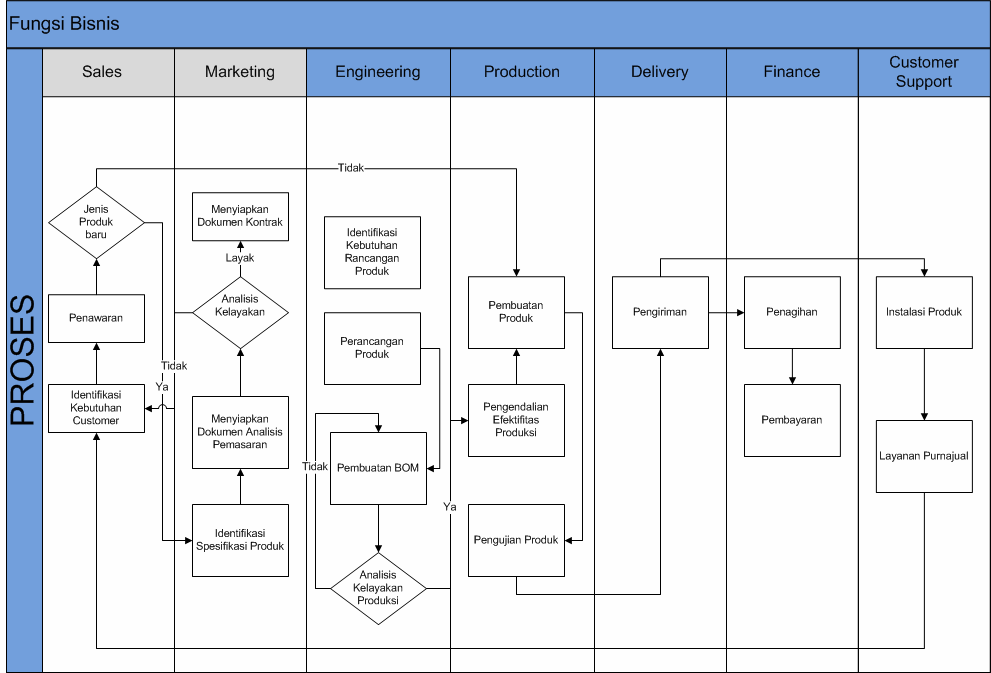 Fungsi Bisnis
PROSES
Sales
Marketing
Engineering
Production
Delivery
Finance
Customer
Support
Tidak
Jenis
Produk
baru
Penawaran
Identifikasi
Kebutuhan
Customer
Tidak
Ya
Menyiapkan
Dokumen Kontrak
Layak
Analisis
Kelayakan
Menyiapkan
Dokumen Analisis
Pemasaran
Identifikasi
Spesifikasi Produk
Identifikasi
Kebutuhan
Rancangan
Produk
Perancangan
Produk
Tidak
Pembuatan BOM
Analisis
Kelayakan
Produksi
Ya
Pembuatan
Produk
Pengendalian
Efektifitas
Produksi
Pengujian Produk
Pengiriman
Penagihan
Pembayaran
Instalasi Produk
Layanan Purnajual